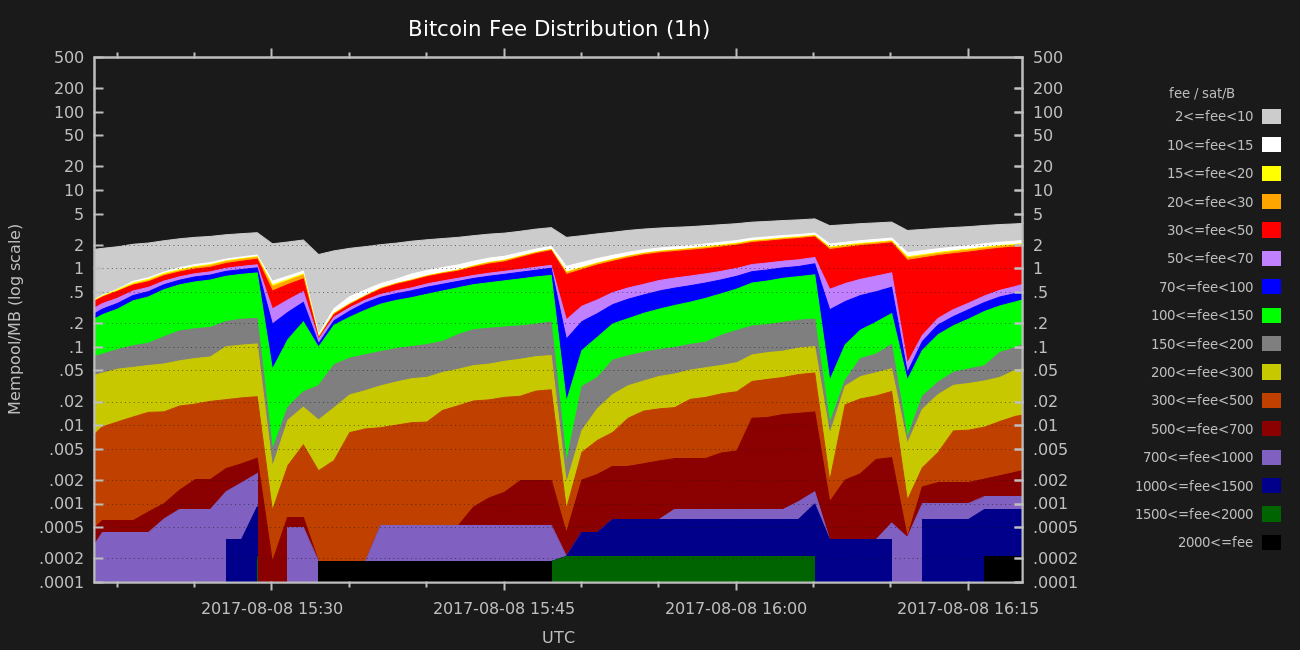 Bitcoin Fee Distribution (1h)
Mempool/MB (log scale)
500
200
100
50
20
10
5
2
1
.5
.2
.1
.05
.02
.01
.005
.002
.001
.0005
.0002
.0001
500
200
100
50
20
10
5
2
1
.5
.2
.1
.05
.02
.01
.005
.002
.001
.0005
.0002
.0001
2017-08-08 15:30
2017-08-08 15:45
2017-08-08 16:00
2017-08-08 16:15
UTC
fee / sat/B
2<=fee<10
10<=fee<15
15<=fee<20
20<=fee<30
30<=fee<50
50<=fee<70
70<=fee<100
100<=fee<150
150<=fee<200
200<=fee<300
300<=fee<500
500<=fee<700
700<=fee<1000
1000<=fee<1500
1500<=fee<2000
2000<=fee